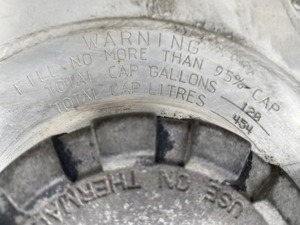 WARNING
FILL NO MORE THAN 95% CAP
TOTAL CAP GALLONS 120
TOTAL CAP LITRES 454
USE ON THERMA